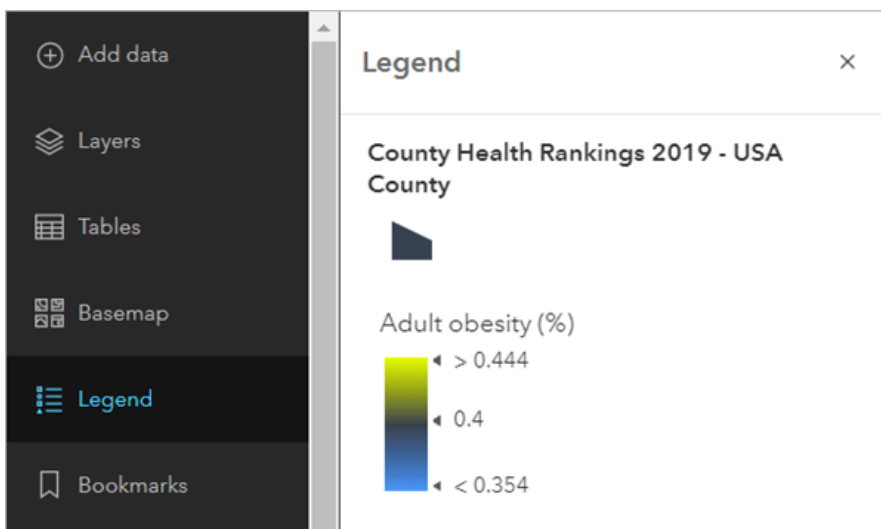 Add data
Layers
Tables
Basemap
Legend
Bookmarks
Legend
County Health Rankings 2019 - USA
County
Adult obesity (%)
> 0.444
0.4
< 0.354